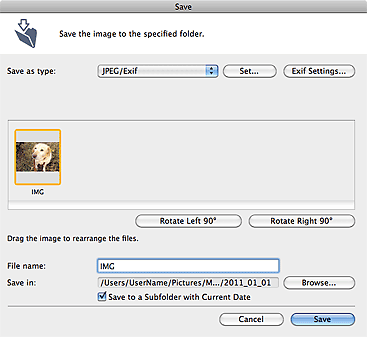 Save
Save the image to the specified folder.
Save as type: JPEG/Exif Set... Exif Settings...
IMG
Rotate Left 90° Rotate Right 90°
Drag the image to rearrange the files.
File name: IMG
Save in: /Users/UserName/Pictures/M.../2011_01_01 Browse...
Save to a Subfolder with Current Date
Cancel Save